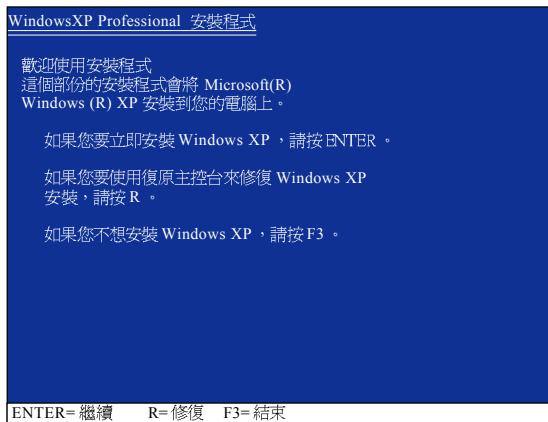 WindowsXP Professional 安裝程式
歡迎使用安裝程式
這個部份的安裝程式會將 Microsoft(R)
Windows (R) XP 安裝到您的電腦上。
如果您要立即安裝 Windows XP ，請按 ENTER 。
如果您要使用復原主控台來修復 Windows XP
安裝，請按 R 。
如果您不想安裝 Windows XP ，請按 F3 。
ENTER= 繼續 R= 修復 F3= 結束